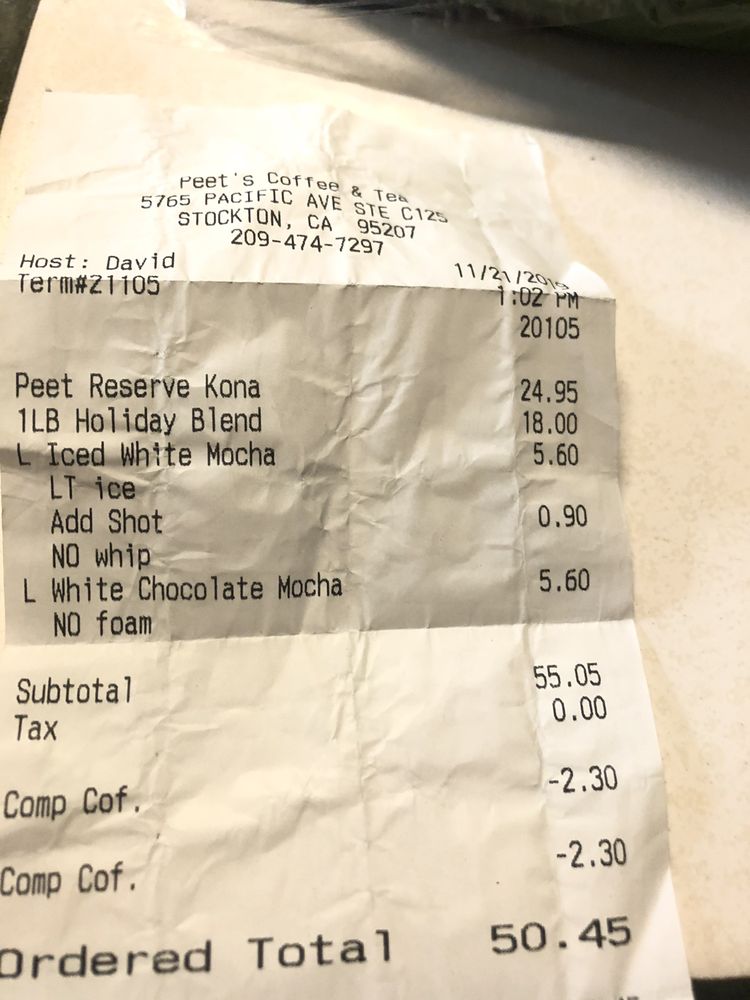 Peet's Coffee & Tea
5765 PACIFIC AVE STE C125
STOCKTON, CA 95207
209-474-7297
Host: David
Term#21105
1:02 PM
20105
Peet Reserve Kona 24.95
1LB Holiday Blend 18.00
L Iced White Mocha 5.60
LT ice
Add Shot 0.90
NO whip
L White Chocolate Mocha 5.60
NO foam
Subtotal 55.05
Tax 0.00
Comp Cof. -2.30
Comp Cof. -2.30
Ordered Total 50.45